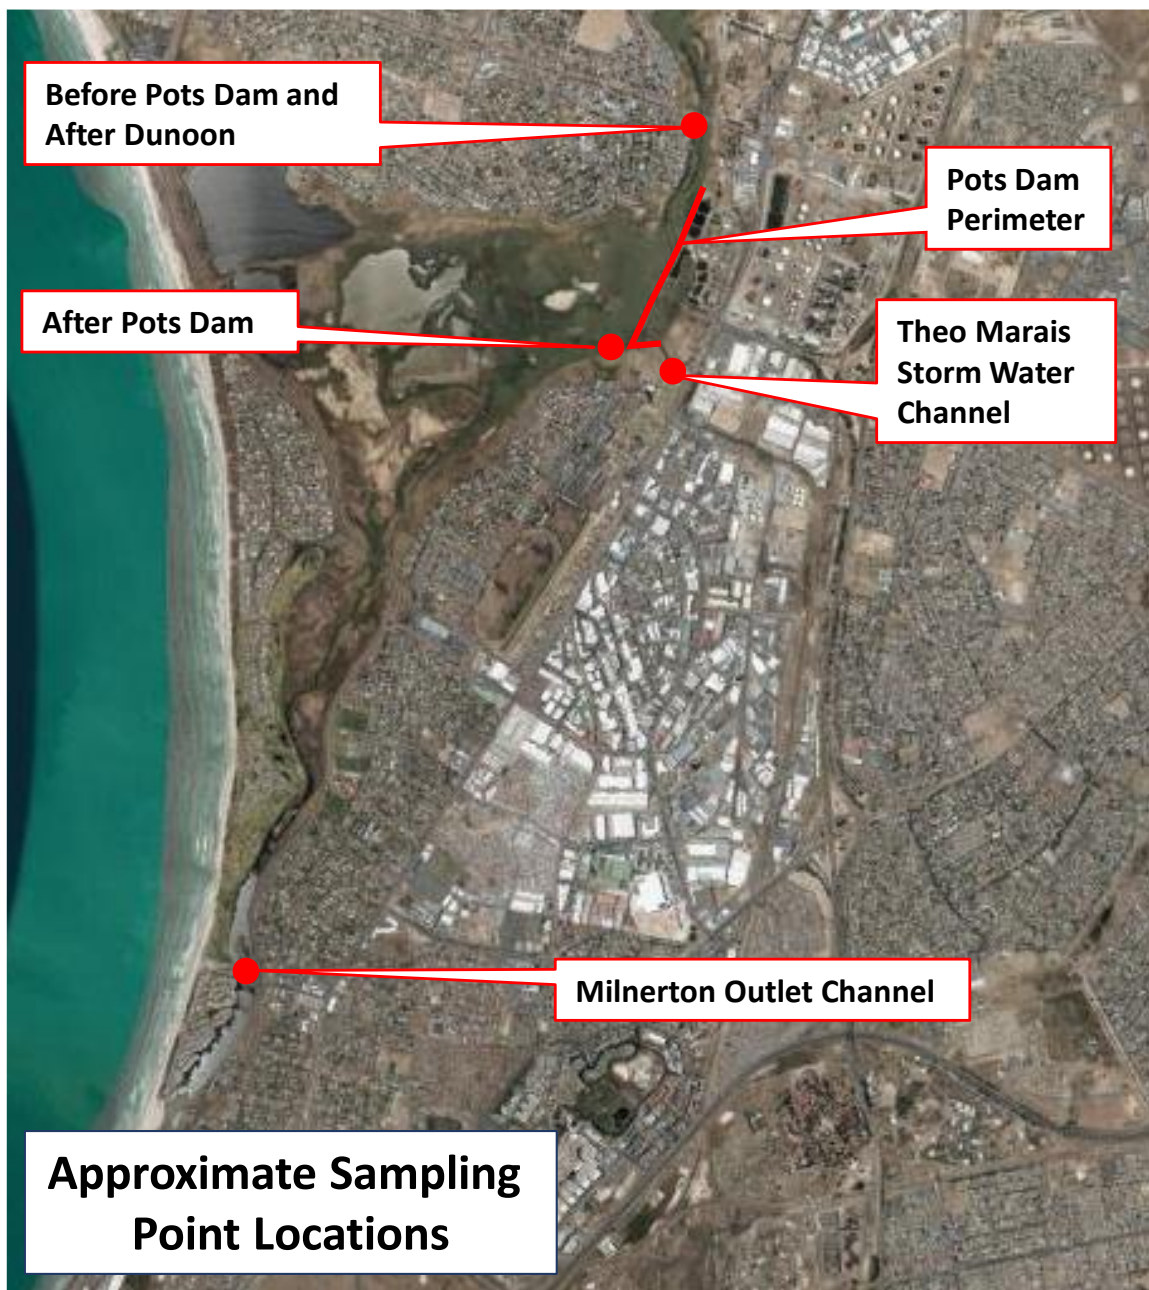 Before Pots Dam and
After Dunoon
Pots Dam
Perimeter
After Pots Dam
Theo Marais
Storm Water
Channel
Milnerton Outlet Channel
Approximate Sampling
Point Locations